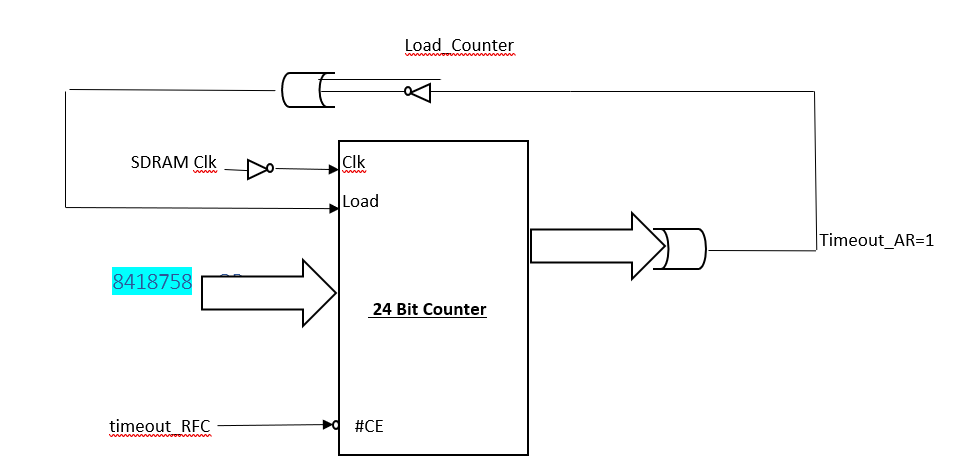 Load_Counter
SDRAM Clk
Clk
Load
Timeout_AR=1
8418758
24 Bit Counter
timeout_RFC
#CE